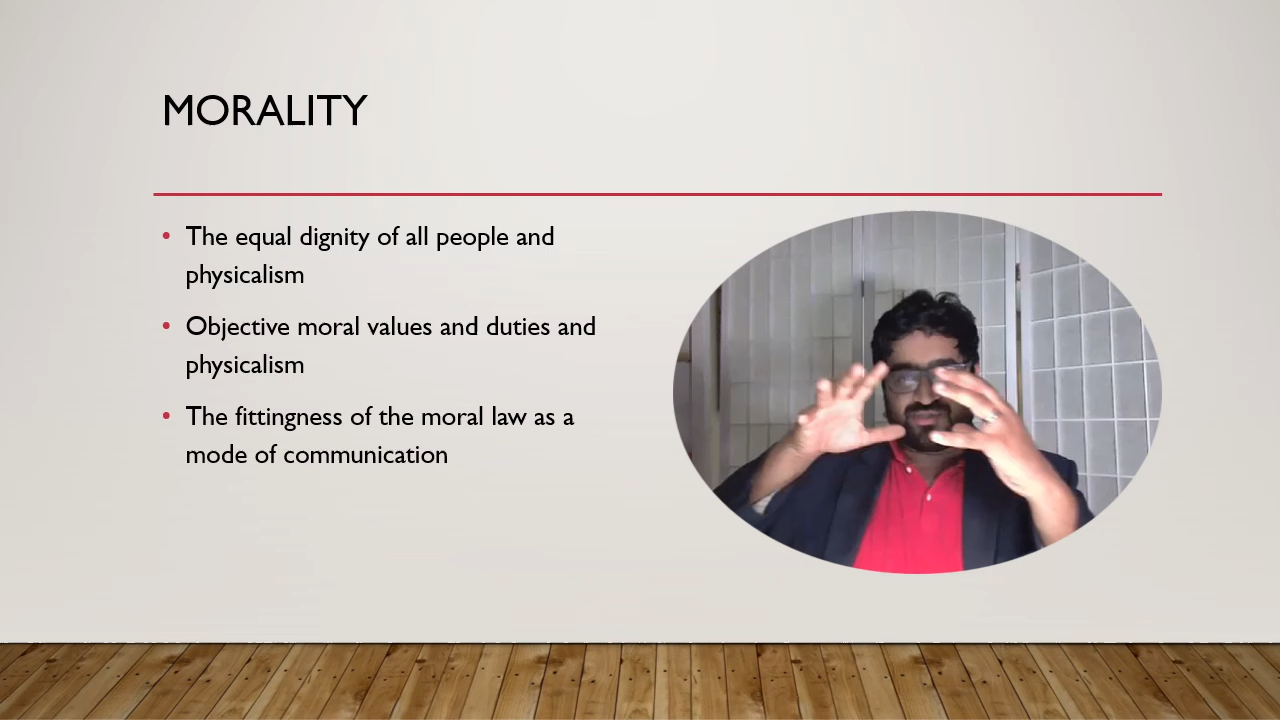 MORALITY
• The equal dignity of all people and
physicalism
• Objective moral values and duties and
physicalism
• The fittingness of the moral law as a
mode of communication